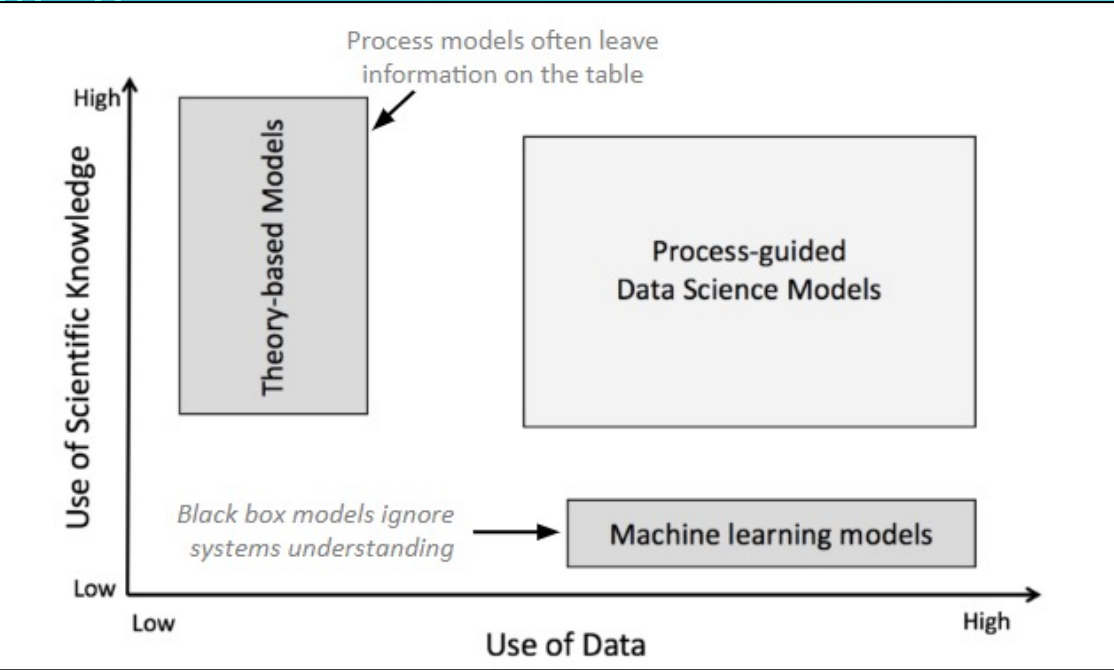 Process models often leave
information on the table
High
Use of Scientific Knowledge
Theory-based Models
Process-guided
Data Science Models
Black box models ignore
systems understanding
Machine learning models
Low
Low
High
Use of Data